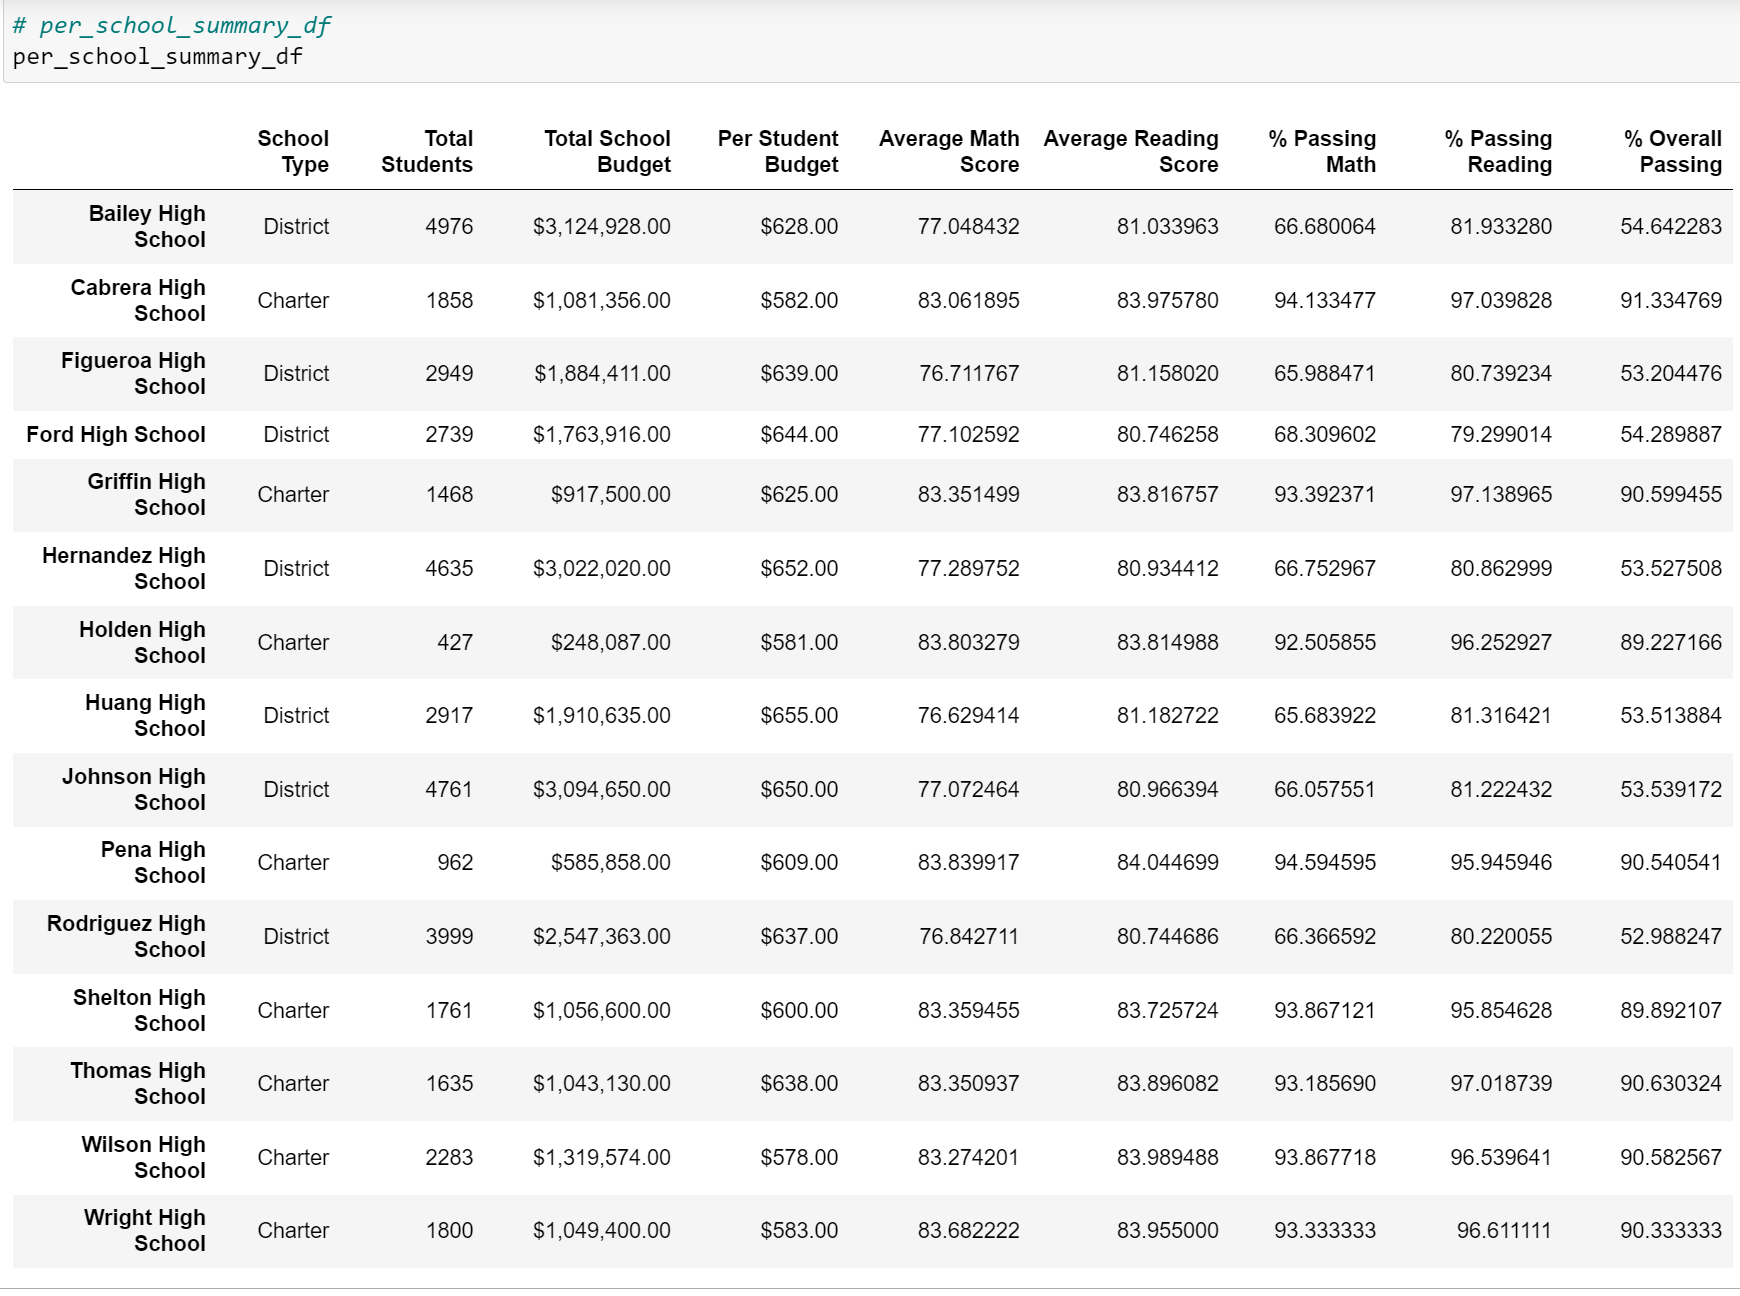 # per_school_summary_df
per_school_summary_df
School Type Total Students Total School Budget Per Student Budget Average Math Score Average Reading Score % Passing Math % Passing Reading % Overall Passing
Bailey High School District 4976 $3,124,928.00 $628.00 77.048432 81.033963 66.680064 81.933280 54.642283
Cabrera High School Charter 1858 $1,081,356.00 $582.00 83.061895 83.975780 94.133477 97.039828 91.334769
Figueroa High School District 2949 $1,884,411.00 $639.00 76.711767 81.158020 65.988471 80.739234 53.204476
Ford High School District 2739 $1,763,916.00 $644.00 77.102592 80.746258 68.309602 79.299014 54.289887
Griffin High School Charter 1468 $917,500.00 $625.00 83.351499 83.816757 93.392371 97.138965 90.599455
Hernandez High School District 4635 $3,022,020.00 $652.00 77.289752 80.934412 66.752967 80.862999 53.527508
Holden High School Charter 427 $248,087.00 $581.00 83.803279 83.814988 92.505855 96.252927 89.227166
Huang High School District 2917 $1,910,635.00 $655.00 76.629414 81.182722 65.683922 81.316421 53.513884
Johnson High School District 4761 $3,094,650.00 $650.00 77.072464 80.966394 66.057551 81.222432 53.539172
Pena High School Charter 962 $585,858.00 $609.00 83.839917 84.044699 94.594595 95.945946 90.540541
Rodriguez High School District 3999 $2,547,363.00 $637.00 76.842711 80.744686 66.366592 80.220055 52.988247
Shelton High School Charter 1761 $1,056,600.00 $600.00 83.359455 83.725724 93.867121 95.854628 89.892107
Thomas High School Charter 1635 $1,043,130.00 $638.00 83.350937 83.896082 93.185690 97.018739 90.630324
Wilson High School Charter 2283 $1,319,574.00 $578.00 83.274201 83.989488 93.867718 96.539641 90.582567
Wright High School Charter 1800 $1,049,400.00 $583.00 83.682222 83.955000 93.333333 96.611111 90.333333